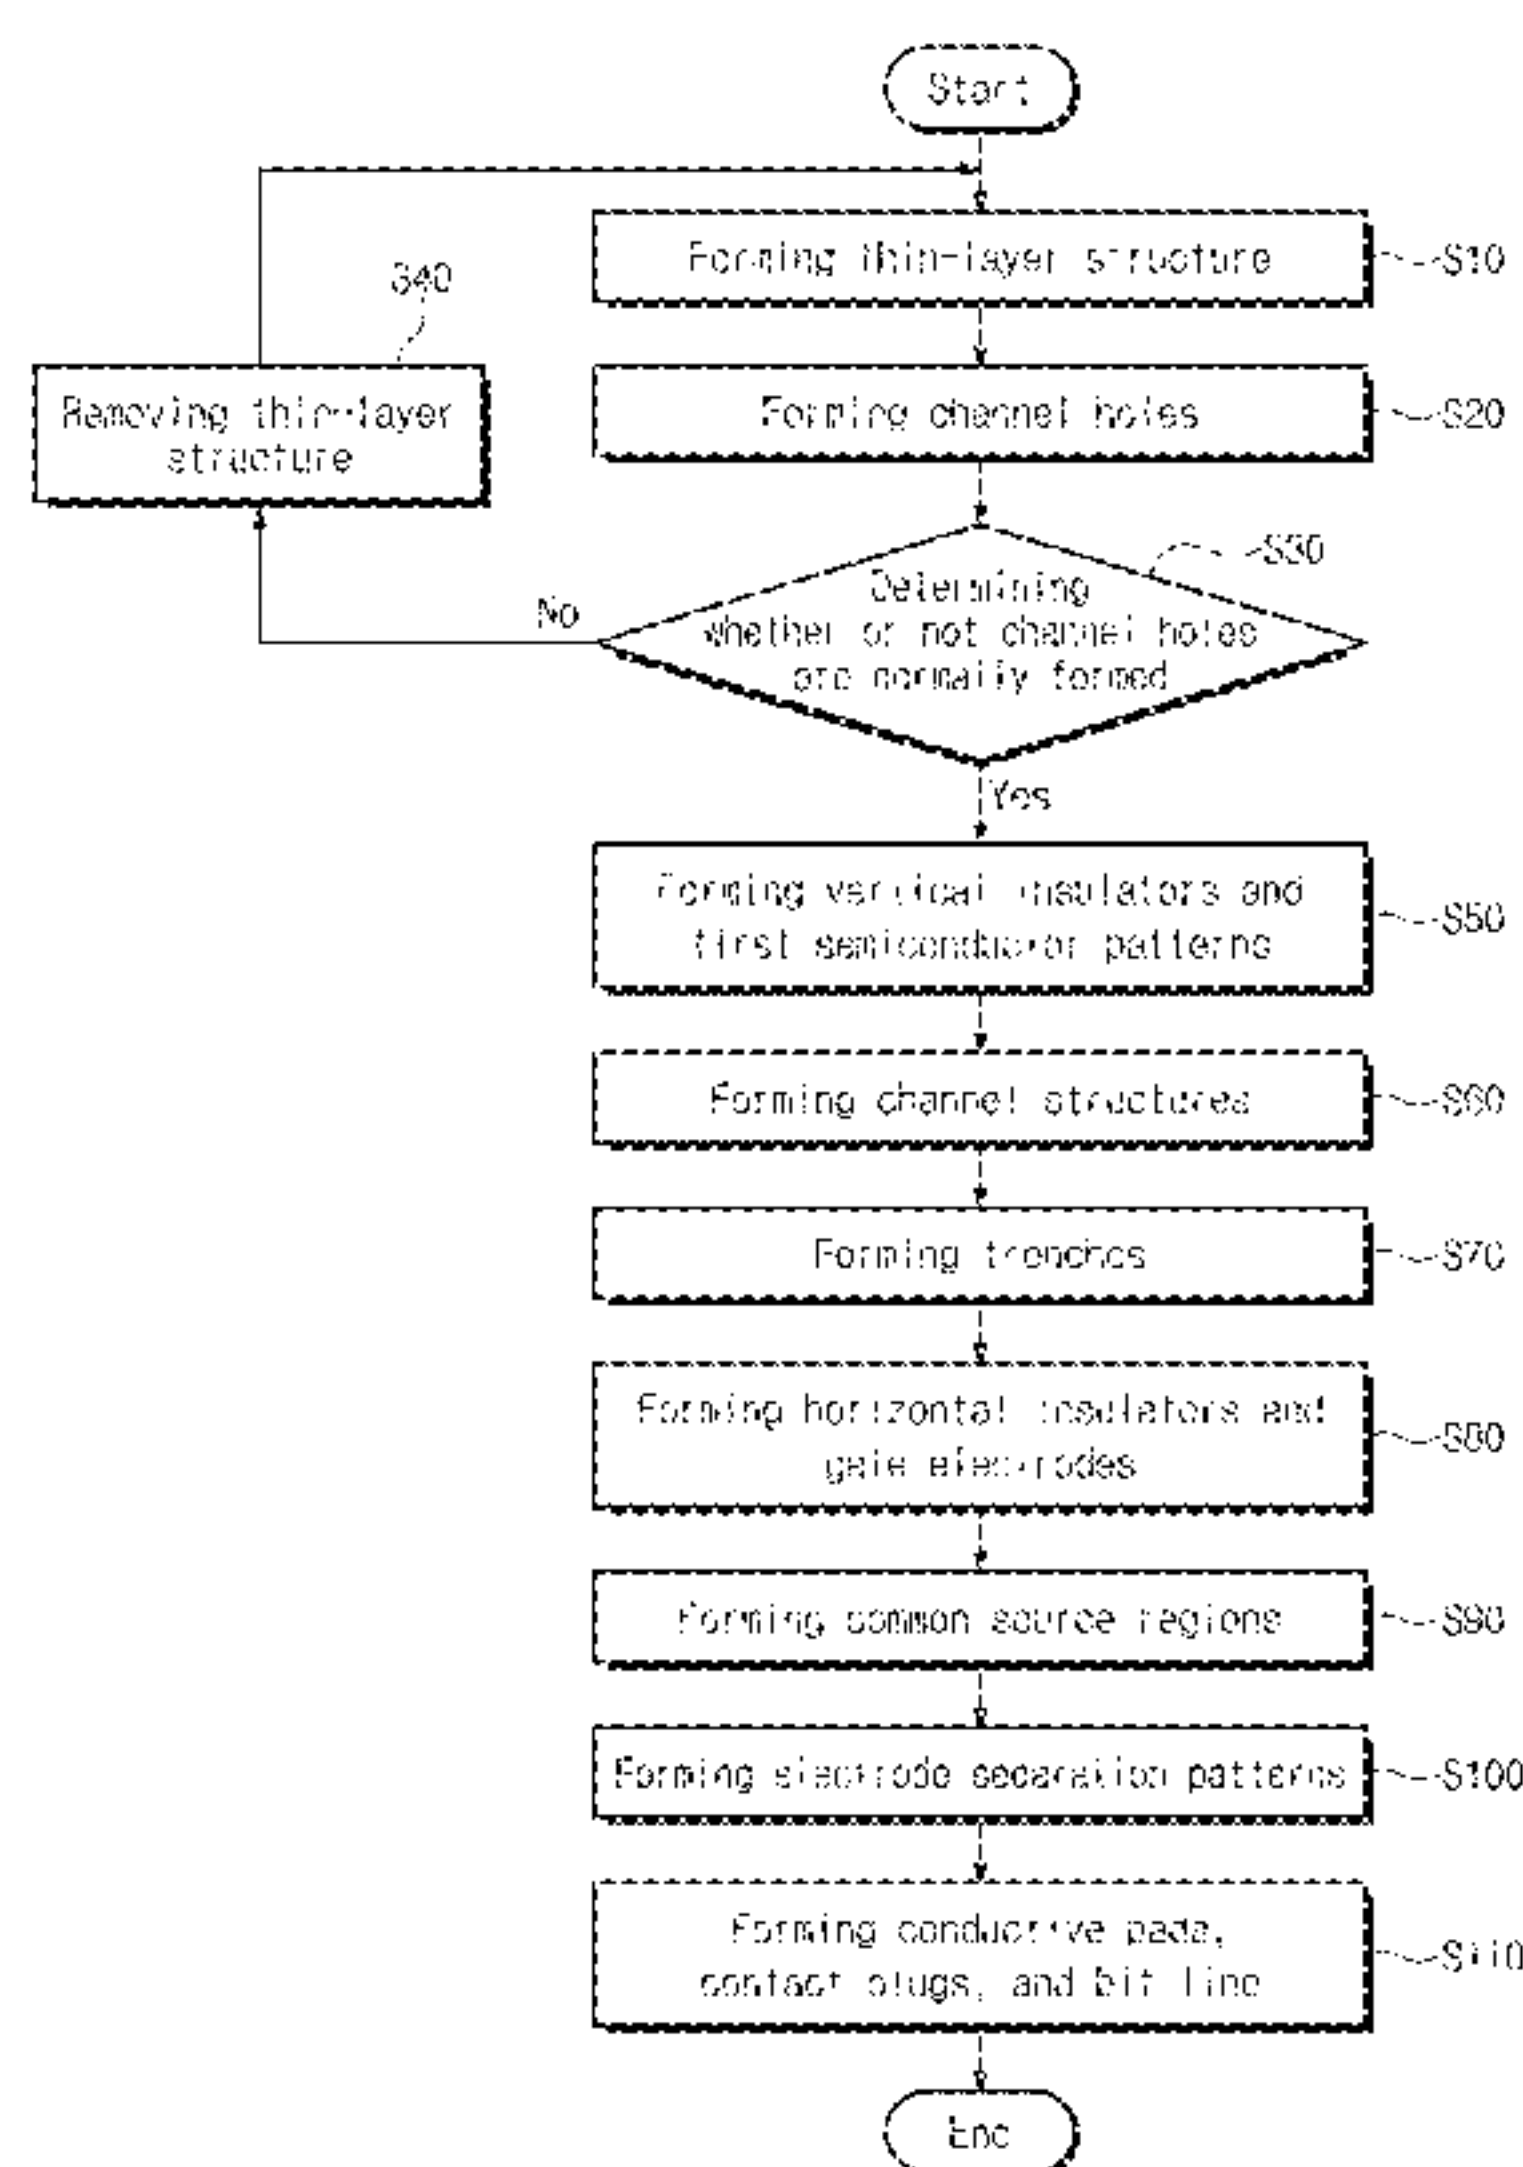 Start
Forming thin-layer structure
S10
S40
Removing thin-layer
structure
Forming channel holes
S20
Determining
whether or not channel holes
are normally formed
S30
No
Yes
Forming vertical insulators and
first semiconductor patterns
S50
Forming channel structures
S60
Forming trenches
S70
Forming horizontal insulators and
gate electrodes
S80
Forming common source regions
S90
Forming electrode separation patterns
S100
Forming conductive pads,
contact plugs, and bit line
S110
End